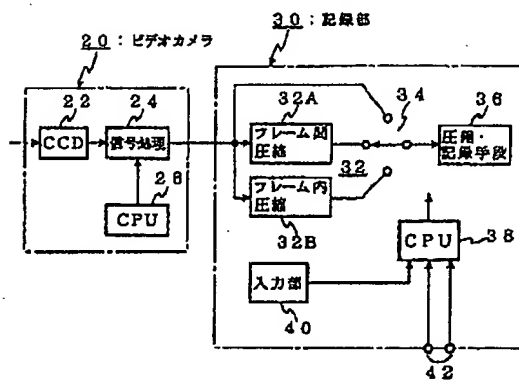 20:ビデオカメラ
30:記録部
22
24
32A
34
36
CCD
信号処理
フレーム間
圧縮
圧縮・
記録手段
32
フレーム内
圧縮
32B
28
CPU
CPU
38
入力部
40
42